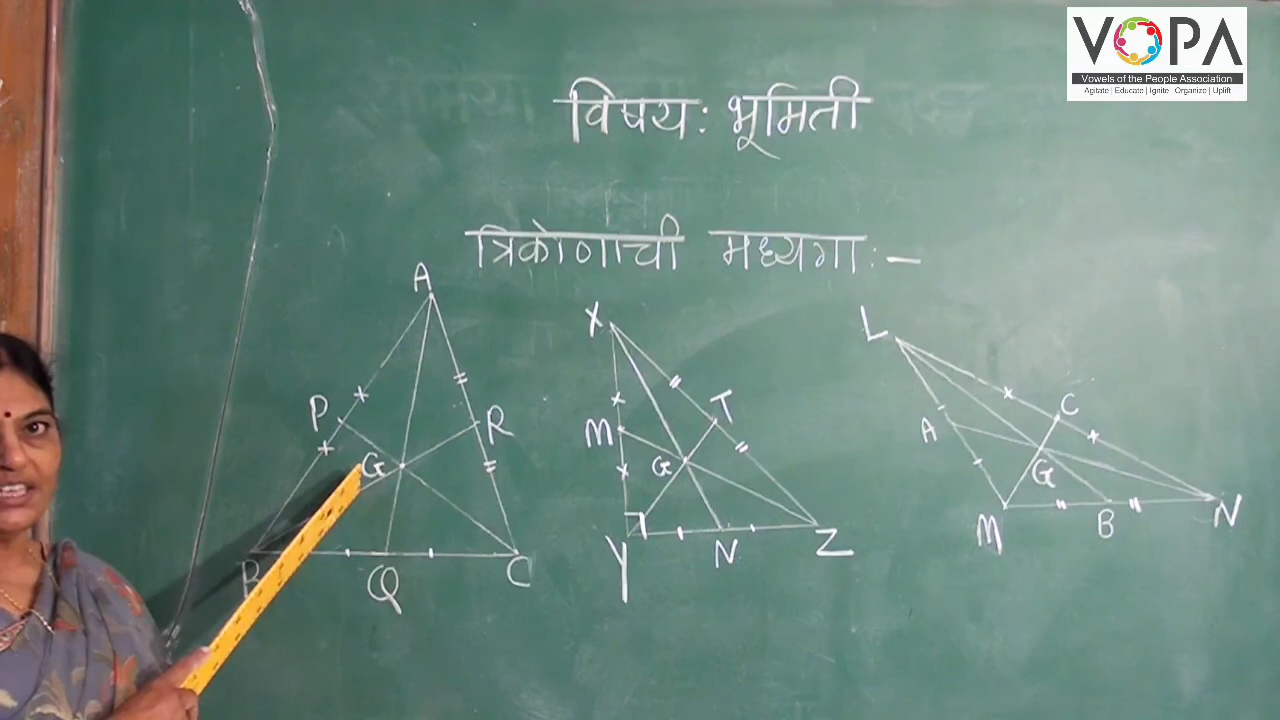 VOPA
Vowels of the People Association
Agitate | Educate | Ignite | Organize | Uplift
विषय: भूमिती
त्रिकोणाची मध्यगा:-
A
P
R
G
B
Q
C
X
M
T
G
Y
N
Z
L
A
C
G
M
B
N